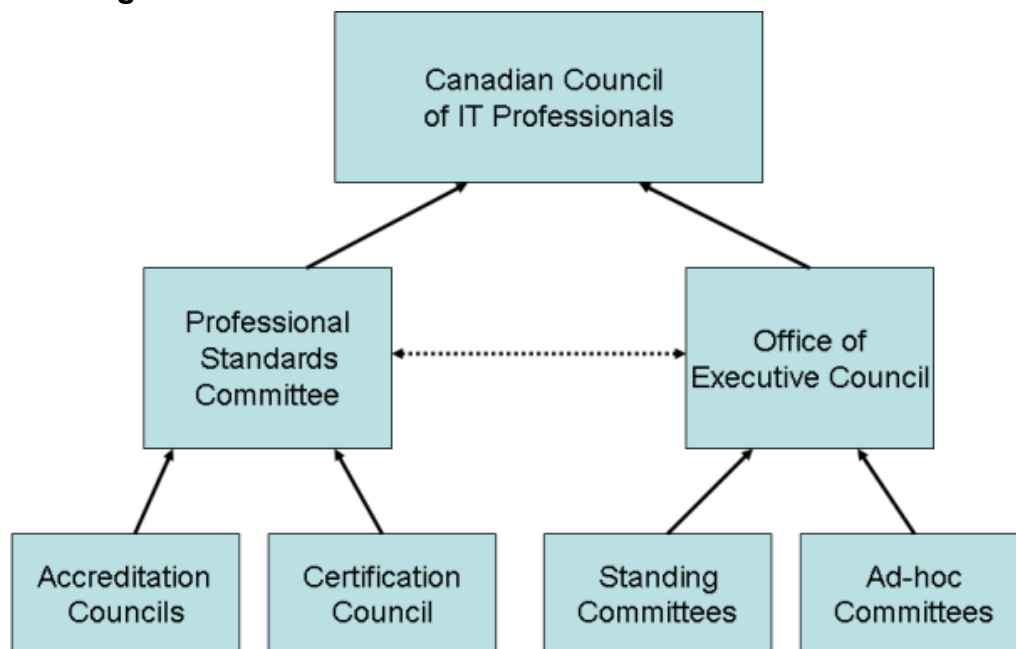 Canadian Council
of IT Professionals
Professional
Standards
Committee
Office of
Executive Council
Accreditation
Councils
Certification
Council
Standing
Committees
Ad-hoc
Committees